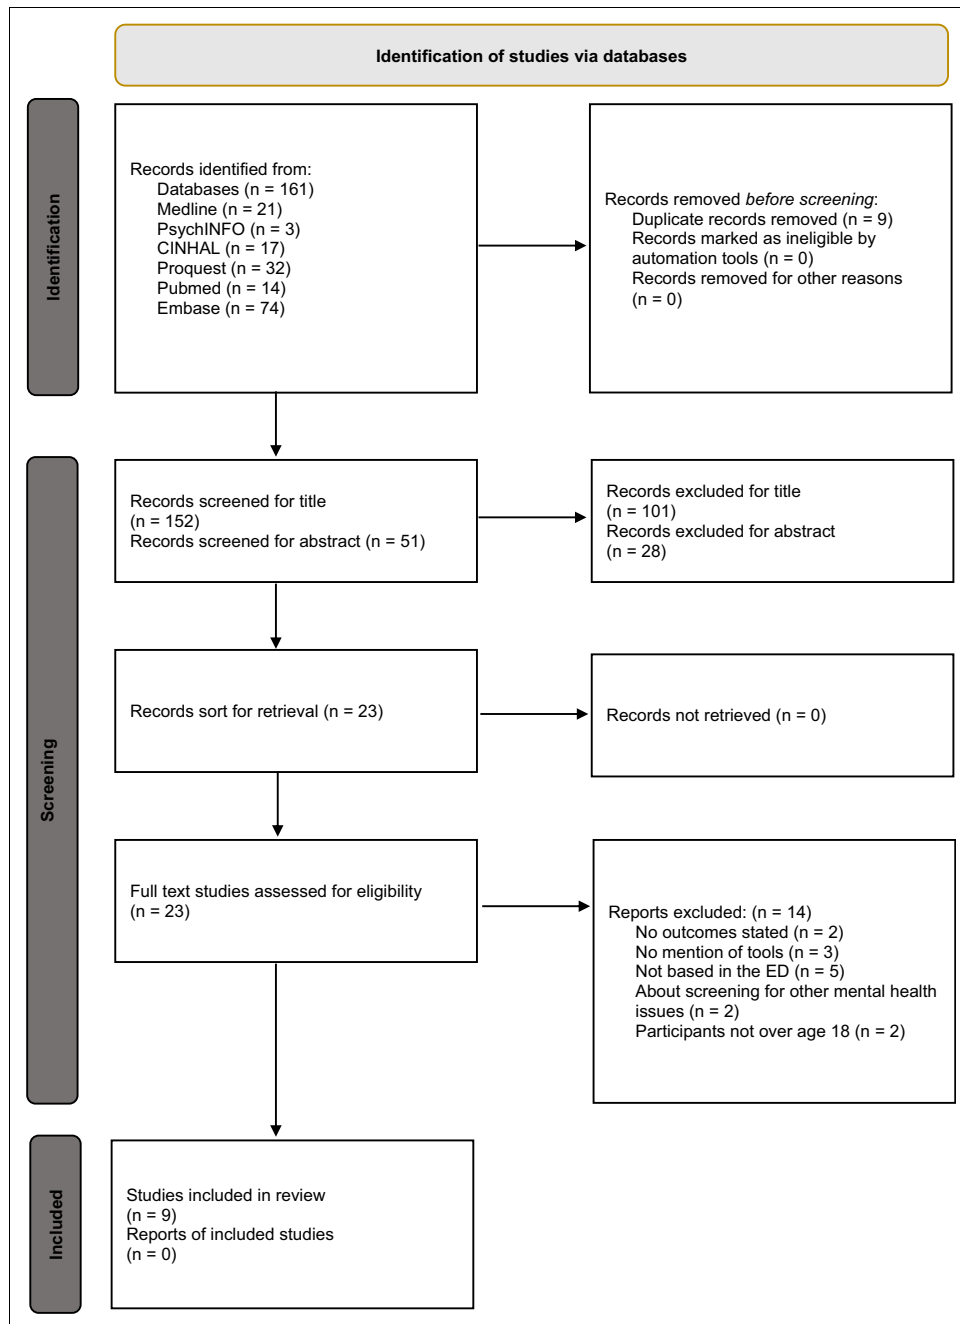 Identification of studies via databases
Identification
Records identified from:
Databases (n = 161)
Medline (n = 21)
PsychINFO (n = 3)
CINHAL (n = 17)
Proquest (n = 32)
Pubmed (n = 14)
Embase (n = 74)
Records removed before screening:
Duplicate records removed (n = 9)
Records marked as ineligible by
automation tools (n = 0)
Records removed for other reasons
(n = 0)
Screening
Records screened for title
(n = 152)
Records screened for abstract (n = 51)
Records excluded for title
(n = 101)
Records excluded for abstract
(n = 28)
Records sort for retrieval (n = 23)
Records not retrieved (n = 0)
Full text studies assessed for eligibility
(n = 23)
Reports excluded: (n = 14)
No outcomes stated (n = 2)
No mention of tools (n = 3)
Not based in the ED (n = 5)
About screening for other mental health
issues (n = 2)
Participants not over age 18 (n = 2)
Included
Studies included in review
(n = 9)
Reports of included studies
(n = 0)